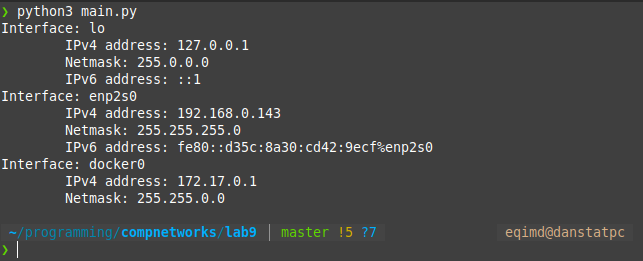 ❯ python3 main.py
Interface: lo
        IPv4 address: 127.0.0.1
        Netmask: 255.0.0.0
        IPv6 address: ::1
Interface: enp2s0
        IPv4 address: 192.168.0.143
        Netmask: 255.255.255.0
        IPv6 address: fe80::d35c:8a30:cd42:9ecf%enp2s0
Interface: docker0
        IPv4 address: 172.17.0.1
        Netmask: 255.255.0.0
~/programming/compnetworks/lab9 | master !5 ?7 eqimd@danstatpc
❯